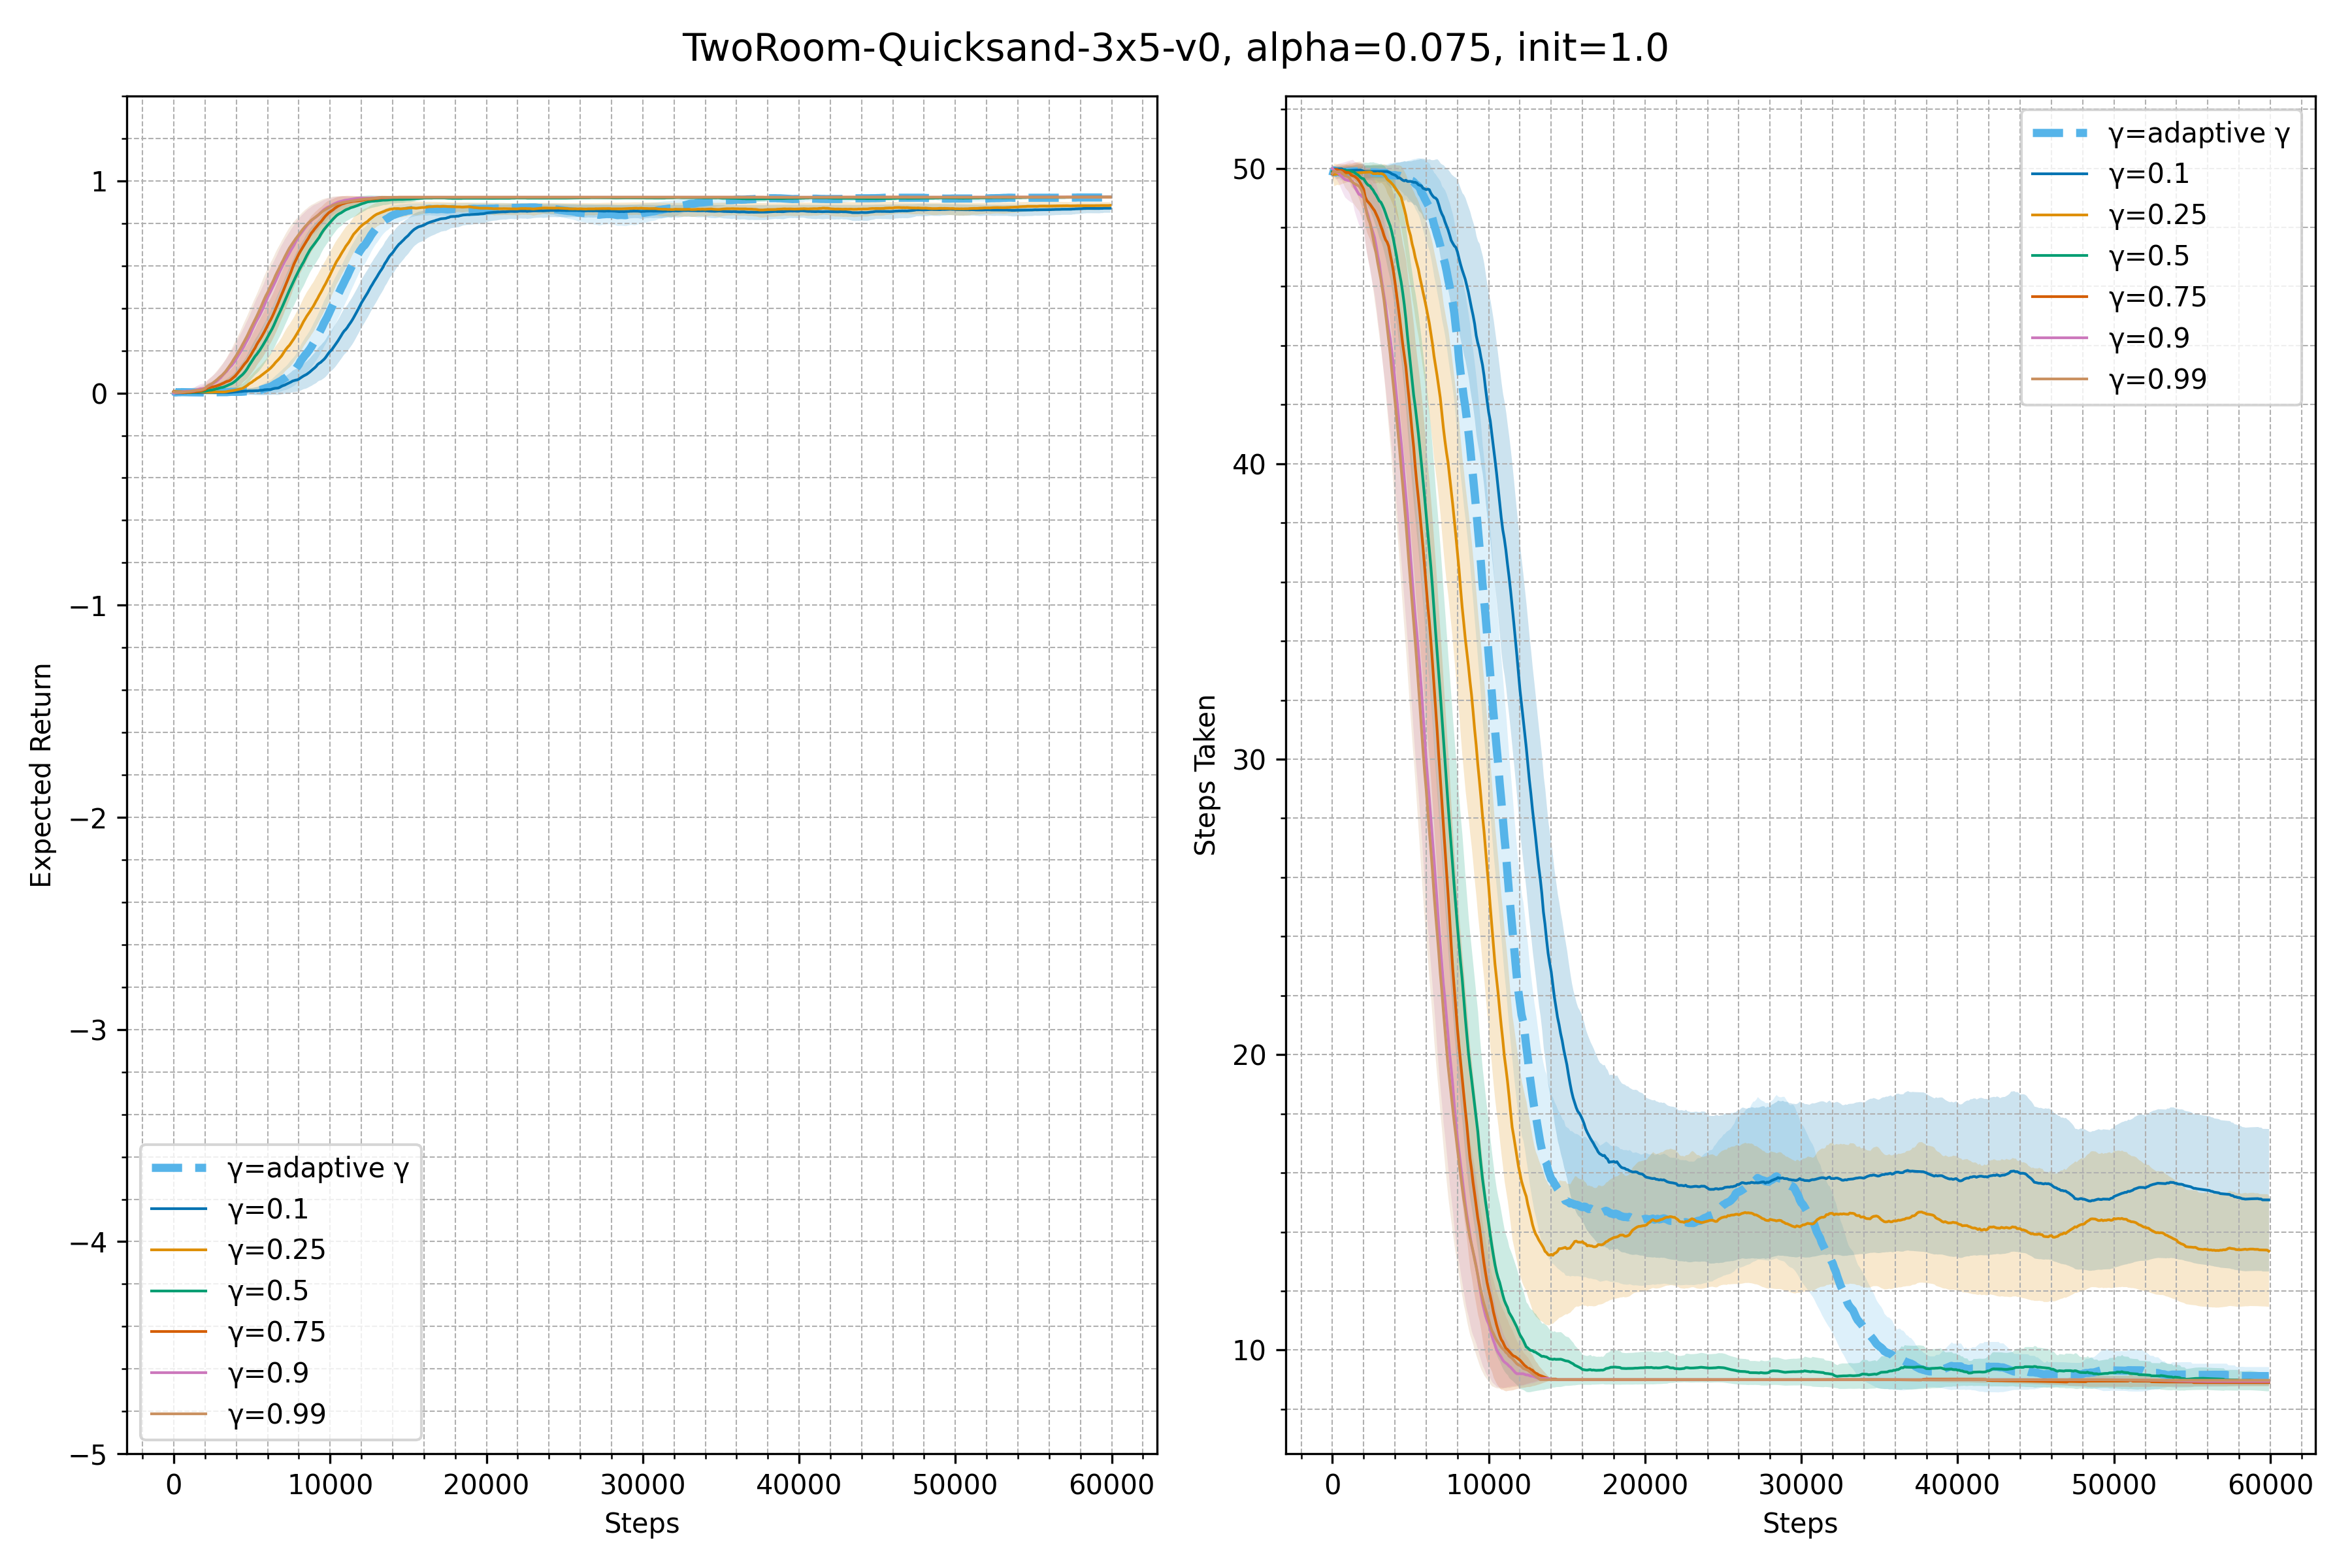 TwoRoom-Quicksand-3x5-v0, alpha=0.075, init=1.0
Expected Return
1
0
−1
−2
−3
−4
−5
γ=adaptive γ
γ=0.1
γ=0.25
γ=0.5
γ=0.75
γ=0.9
γ=0.99
0 10000 20000 30000 40000 50000 60000
Steps
Steps Taken
50
40
30
20
10
γ=adaptive γ
γ=0.1
γ=0.25
γ=0.5
γ=0.75
γ=0.9
γ=0.99
0 10000 20000 30000 40000 50000 60000
Steps